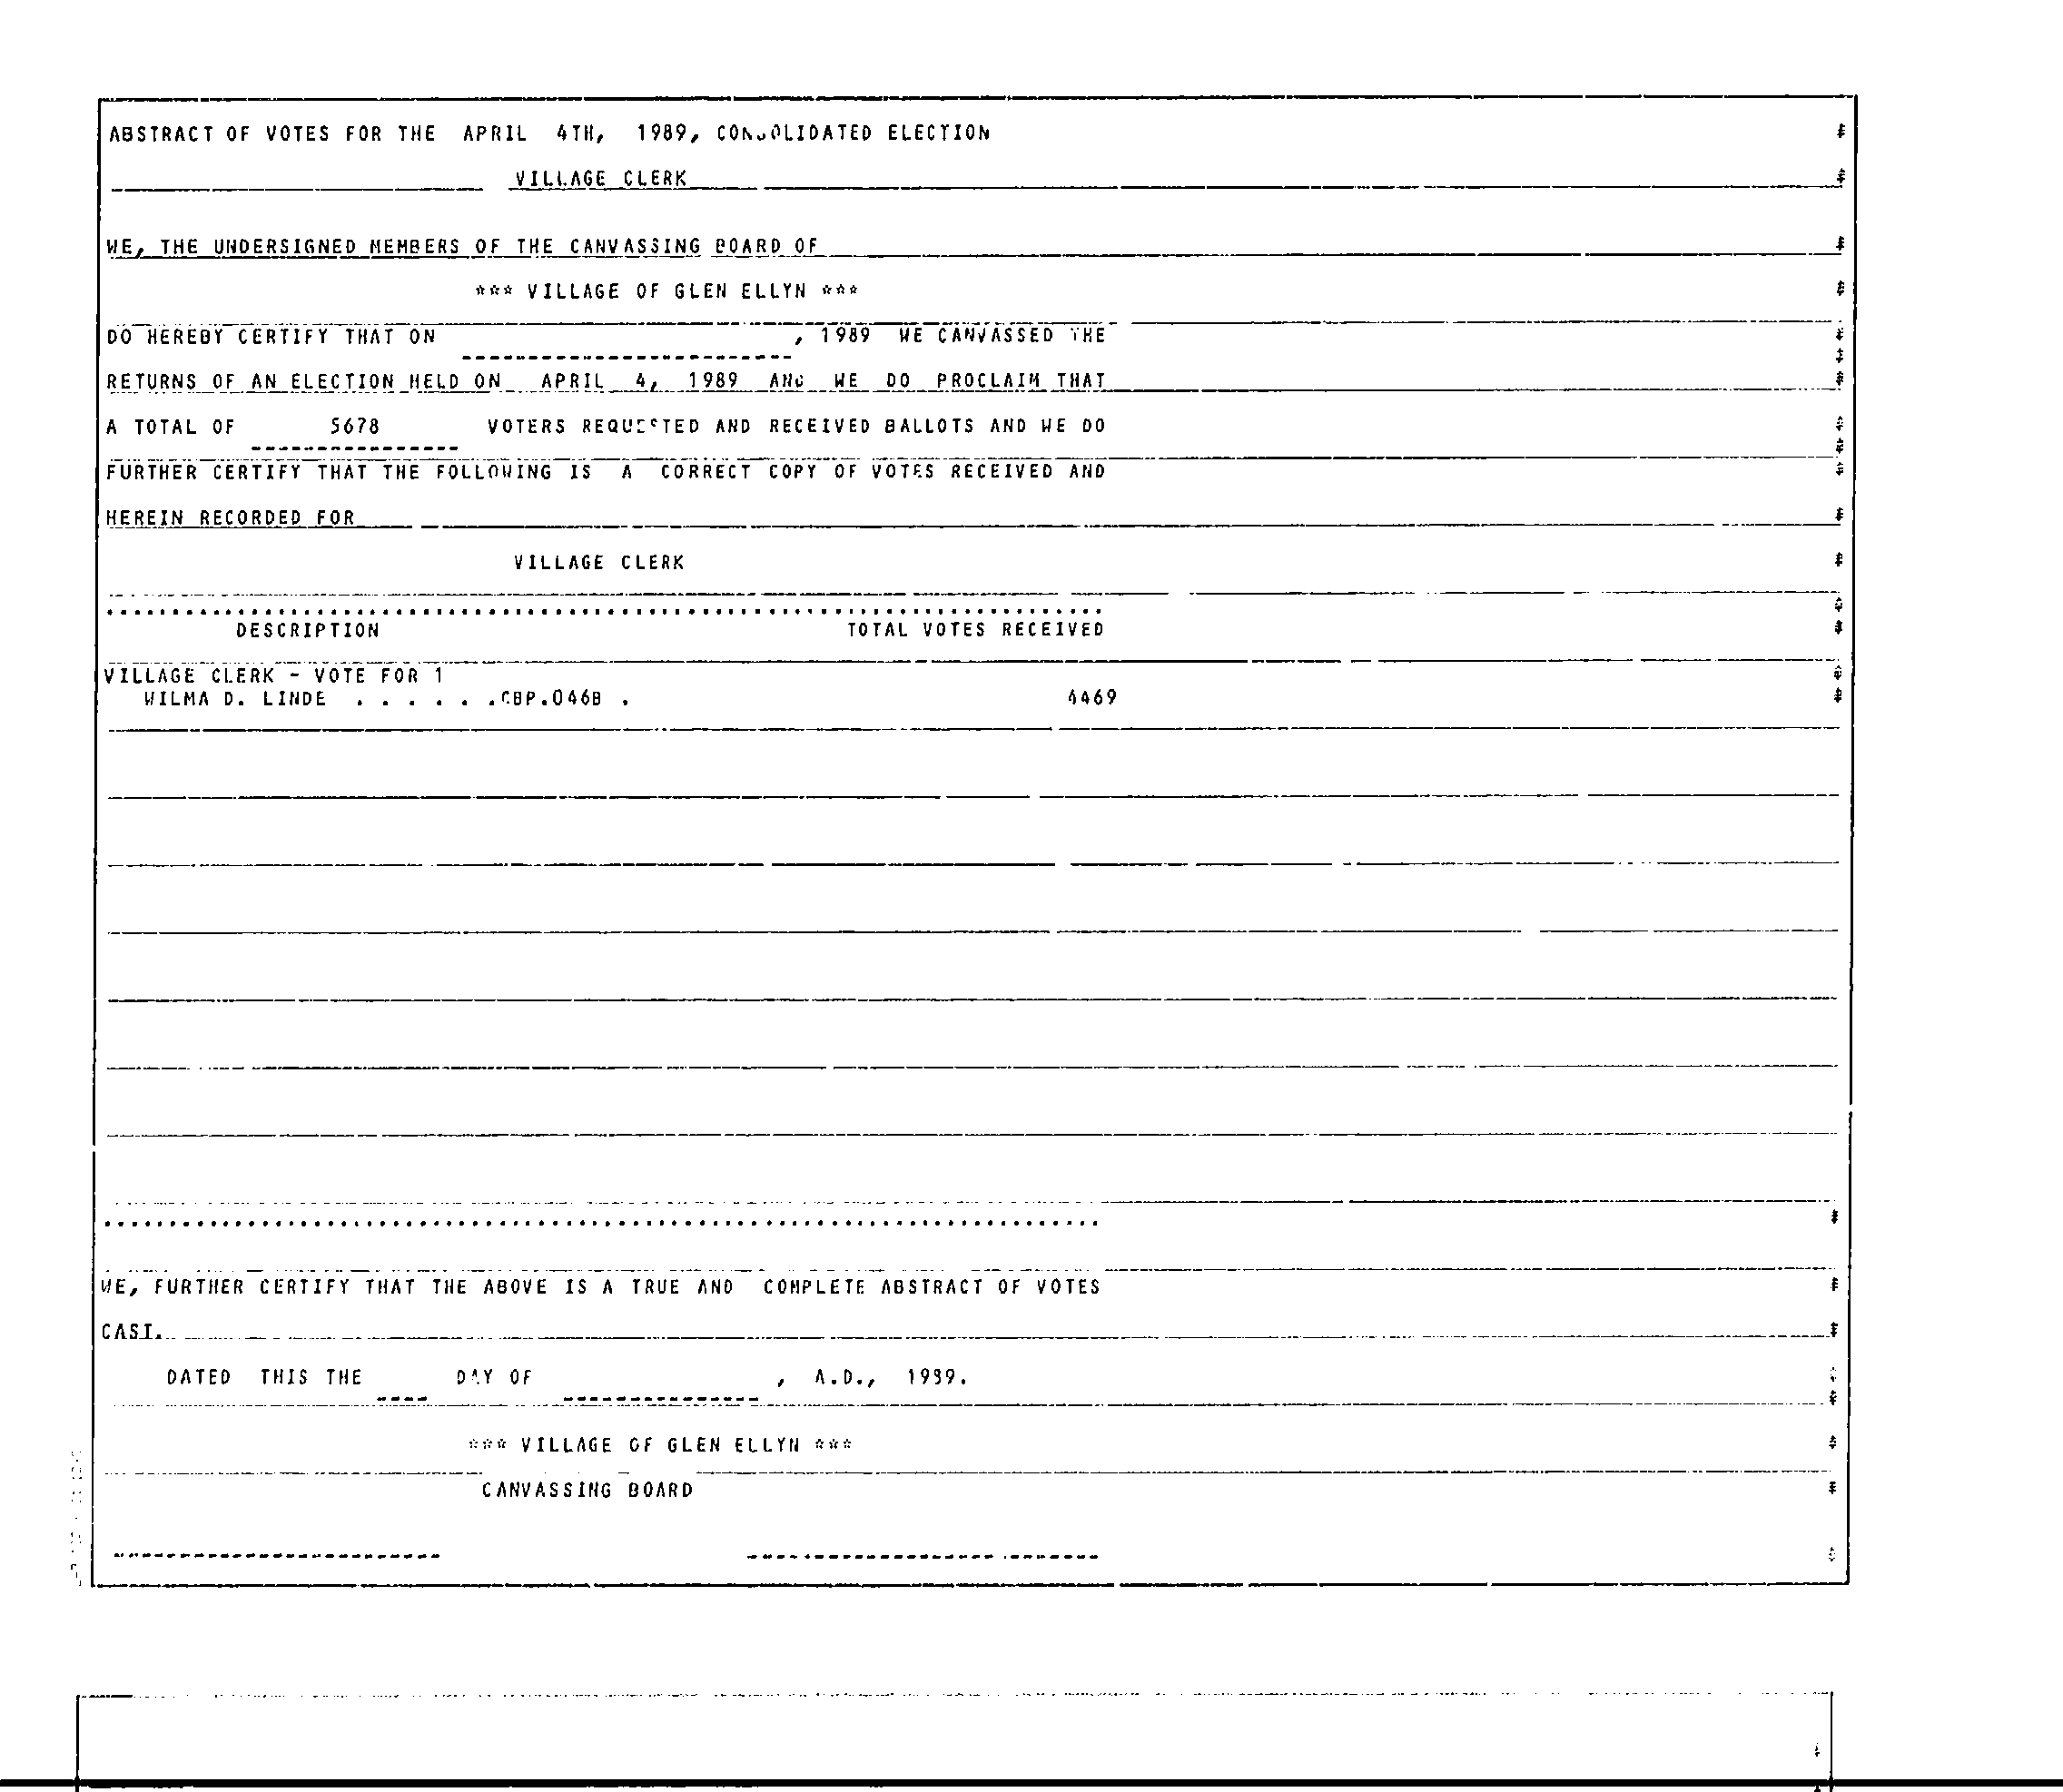 ABSTRACT OF VOTES FOR THE APRIL 4TH, 1989, CONSOLIDATED ELECTION
VILLAGE CLERK
WE, THE UNDERSIGNED MEMBERS OF THE CANVASSING BOARD OF
*** VILLAGE OF GLEN ELLYN ***
DO HEREBY CERTIFY THAT ON , 1989 WE CANVASSED THE
RETURNS OF AN ELECTION HELD ON APRIL 4, 1989 AND WE DO PROCLAIM THAT
A TOTAL OF 5678 VOTERS REQUESTED AND RECEIVED BALLOTS AND WE DO
FURTHER CERTIFY THAT THE FOLLOWING IS A CORRECT COPY OF VOTES RECEIVED AND
HEREIN RECORDED FOR
VILLAGE CLERK
DESCRIPTION TOTAL VOTES RECEIVED
VILLAGE CLERK - VOTE FOR 1
WILMA D. LINDE . . . . . .CBP.046B . 4469
WE, FURTHER CERTIFY THAT THE ABOVE IS A TRUE AND COMPLETE ABSTRACT OF VOTES
CAST.
DATED THIS THE DAY OF , A.D., 1989.
*** VILLAGE OF GLEN ELLYN ***
CANVASSING BOARD